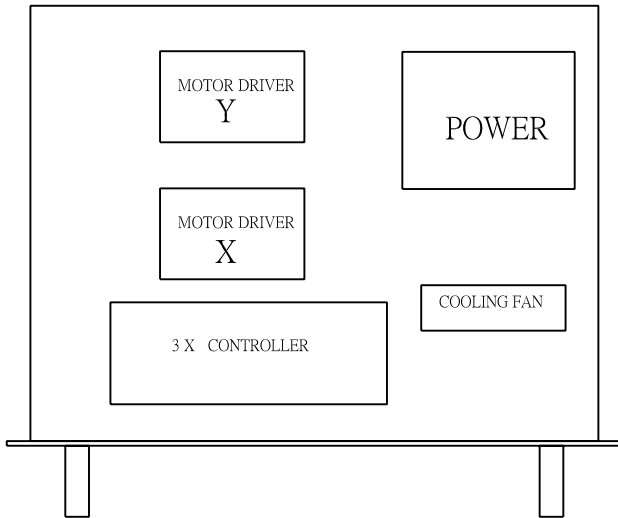 MOTOR DRIVER
Y
POWER
MOTOR DRIVER
X
COOLING FAN
3 X CONTROLLER